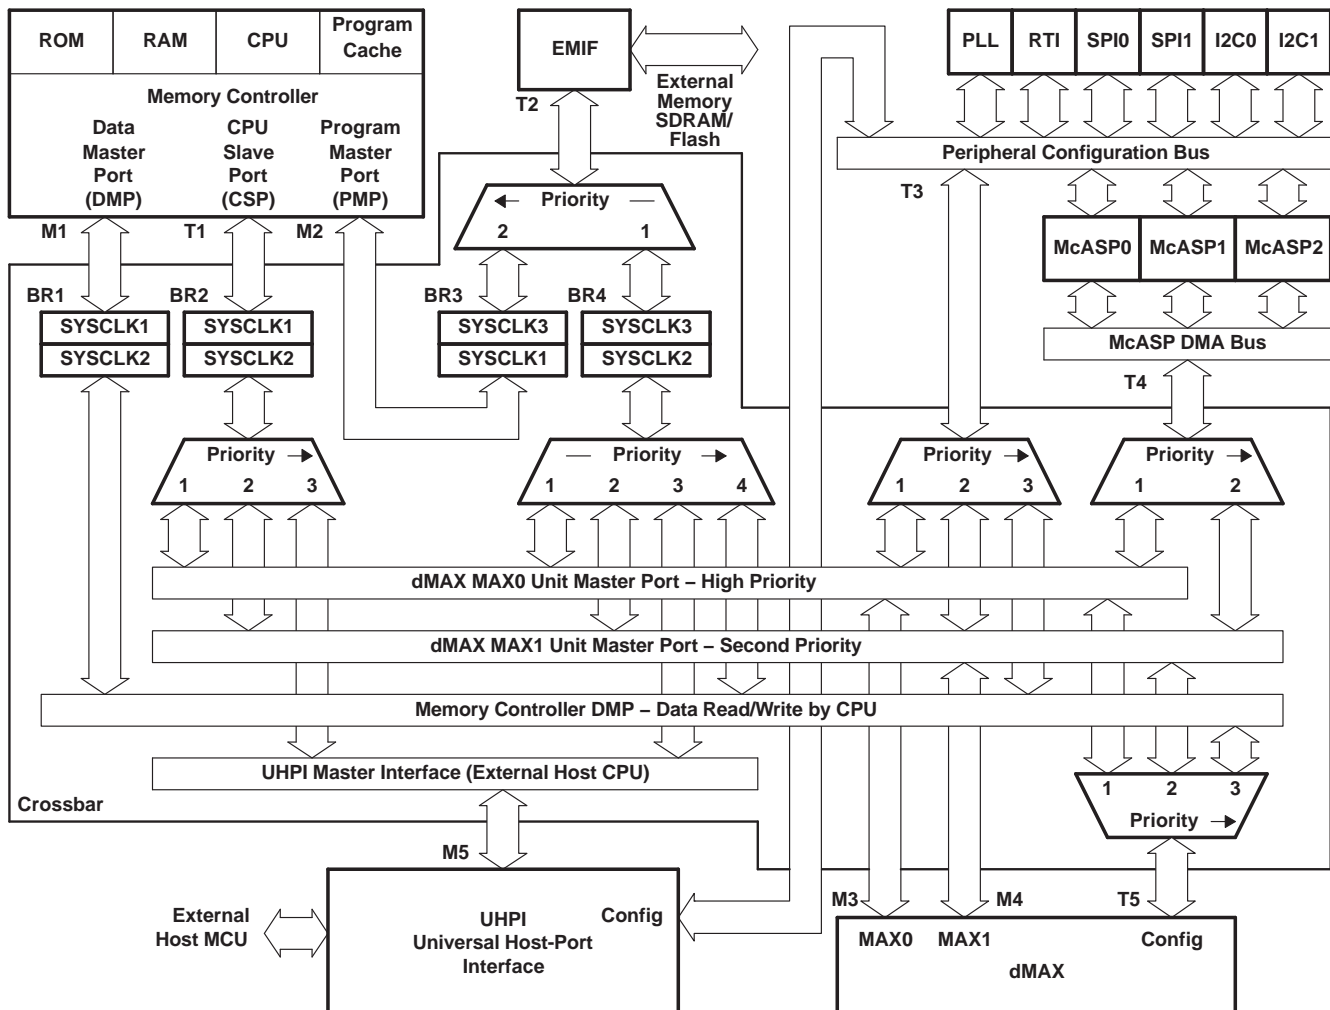 ROM
RAM
CPU
Program
Cache
Memory Controller
Data
Master
Port
(DMP)
CPU
Slave
Port
(CSP)
Program
Master
Port
(PMP)
M1
T1
M2
EMIF
T2
External
Memory
SDRAM/
Flash
PLL
RTI
SPI0
SPI1
I2C0
I2C1
Peripheral Configuration Bus
T3
McASP0
McASP1
McASP2
McASP DMA Bus
T4
Priority
2
1
BR1
SYSCLK1
SYSCLK2
BR2
SYSCLK1
SYSCLK2
BR3
SYSCLK3
SYSCLK1
BR4
SYSCLK3
SYSCLK2
Priority
1
2
3
Priority
1
2
3
4
Priority
1
2
3
Priority
1
2
dMAX MAX0 Unit Master Port – High Priority
dMAX MAX1 Unit Master Port – Second Priority
Memory Controller DMP – Data Read/Write by CPU
UHPI Master Interface (External Host CPU)
1
2
3
Priority
Crossbar
M5
M3
M4
T5
External
Host MCU
UHPI
Universal Host-Port
Interface
Config
MAX0
MAX1
Config
dMAX